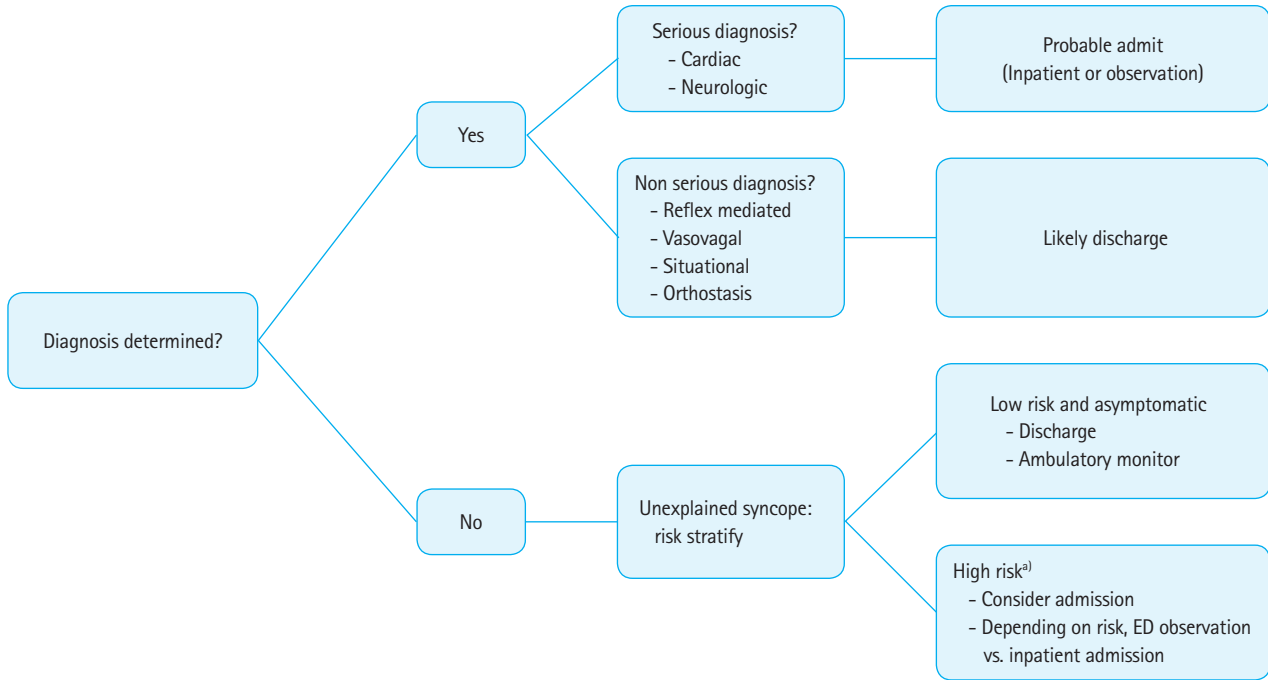 Diagnosis determined?
Yes
Serious diagnosis?
- Cardiac
- Neurologic
Probable admit
(Inpatient or observation)
Non serious diagnosis?
- Reflex mediated
- Vasovagal
- Situational
- Orthostasis
Likely discharge
No
Unexplained syncope:
risk stratify
Low risk and asymptomatic
- Discharge
- Ambulatory monitor
High riskᵃ⁾
- Consider admission
- Depending on risk, ED observation
vs. inpatient admission